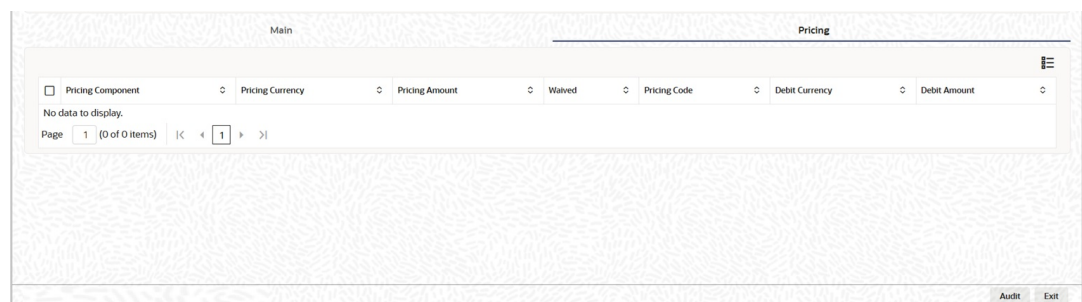 Main Pricing
Pricing Component Pricing Currency Pricing Amount Waived Pricing Code Debit Currency Debit Amount
No data to display.
Page 1 (0 of 0 items) 1
Audit Exit